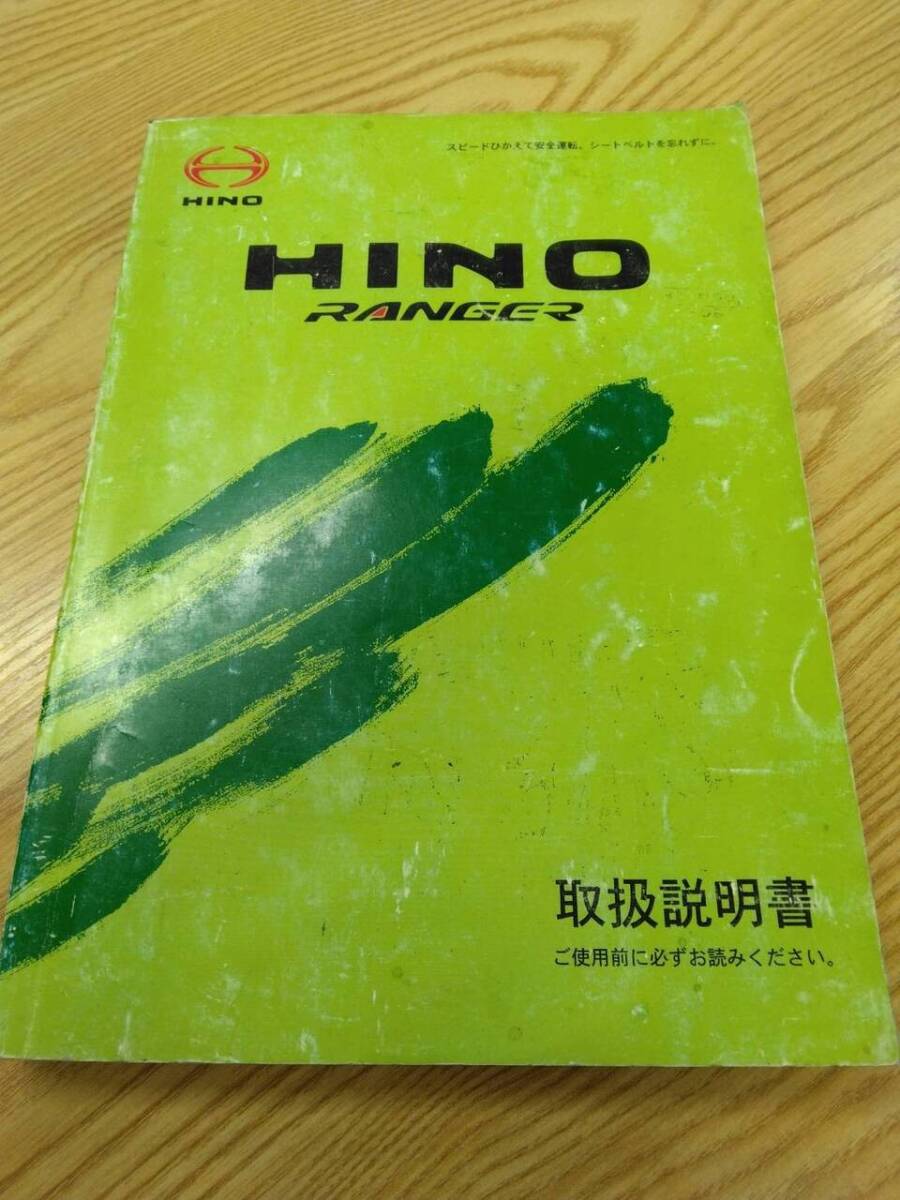 スピードひかえて安全運転、シートベルトを忘れずに。
HINO
HINO
RANGER
取扱説明書
ご使用前に必ずお読みください。